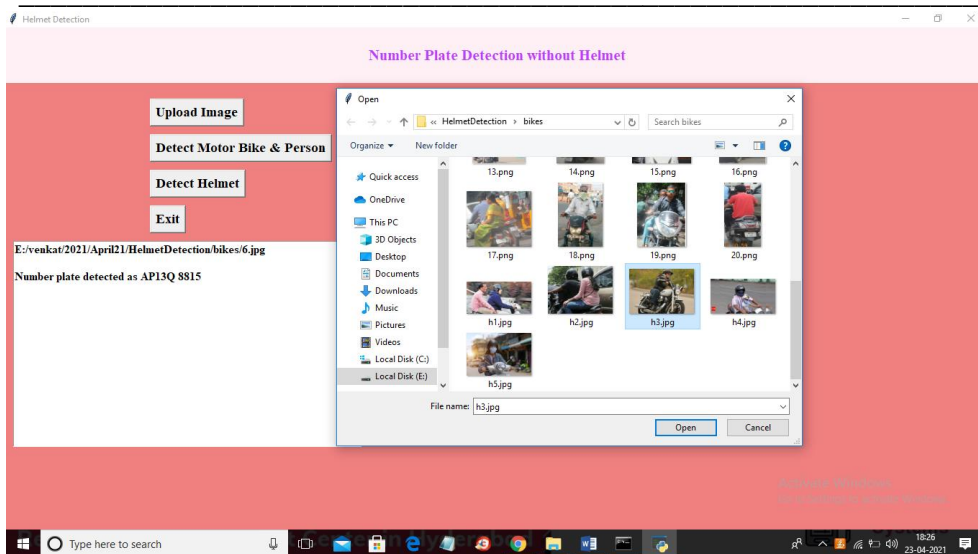 Helmet Detection
Number Plate Detection without Helmet
Upload Image
Detect Motor Bike & Person
Detect Helmet
Exit
E:/venkat/2021/April21/HelmetDetection/bikes/6.jpg
Number plate detected as AP13Q 8815
Open
« HelmetDetection › bikes
Search bikes
Organize
New folder
Quick access
OneDrive
This PC
3D Objects
Desktop
Documents
Downloads
Music
Pictures
Videos
Local Disk (C:)
Local Disk (E:)
13.png 14.png 15.png 16.png
17.png 18.png 19.png 20.png
h1.jpg h2.jpg h3.jpg h4.jpg
h5.jpg
File name: h3.jpg
Open Cancel
Type here to search
18:26
23-04-2021